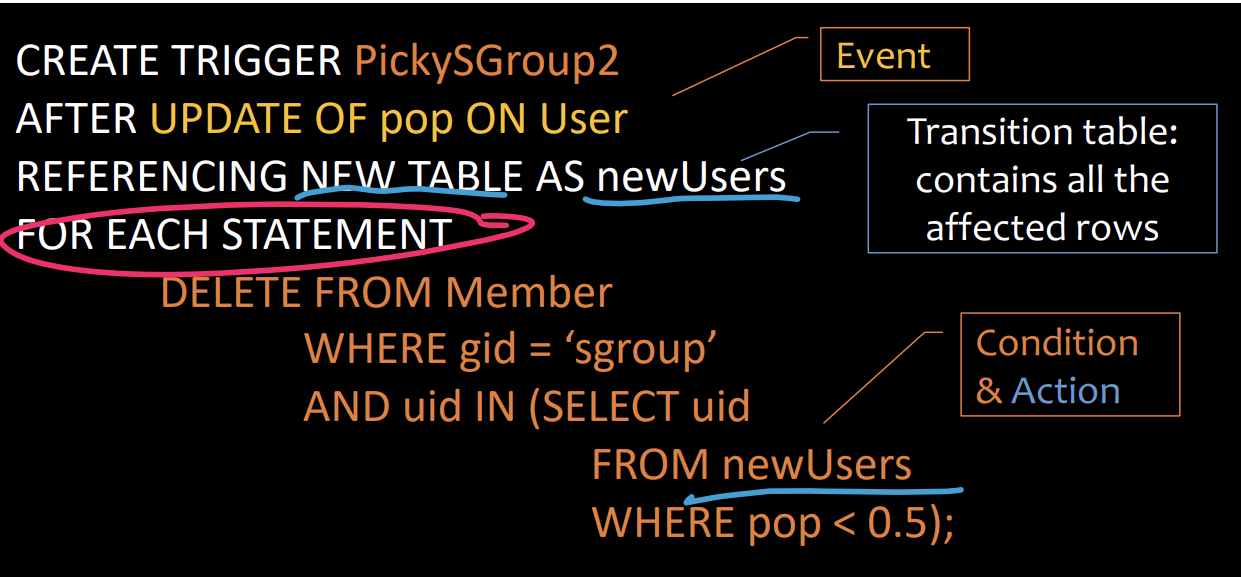 CREATE TRIGGER PickySGroup2
AFTER UPDATE OF pop ON User
REFERENCING NEW TABLE AS newUsers
FOR EACH STATEMENT
DELETE FROM Member
WHERE gid = ‘sgroup’
AND uid IN (SELECT uid
FROM newUsers
WHERE pop < 0.5);
Event
Transition table:
contains all the
affected rows
Condition
& Action